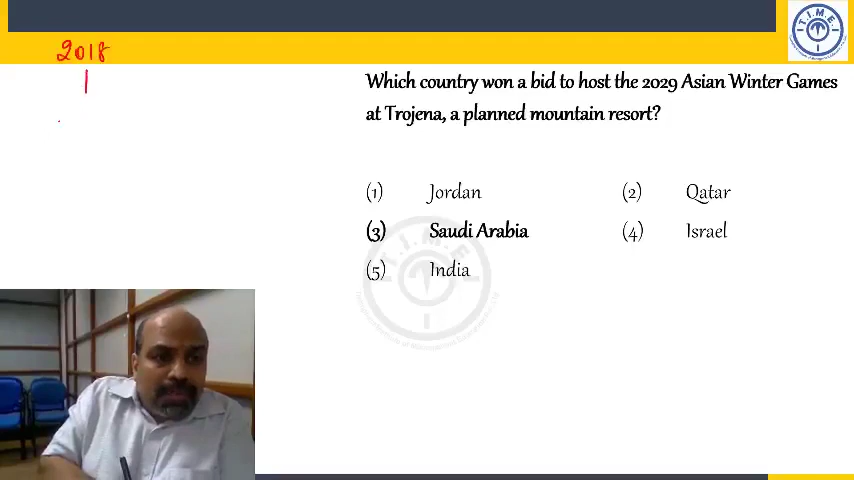 T.I.M.E.
2018
Which country won a bid to host the 2029 Asian Winter Games
at Trojena, a planned mountain resort?
(1) Jordan (2) Qatar
(3) Saudi Arabia (4) Israel
(5) India
T.I.M.E.